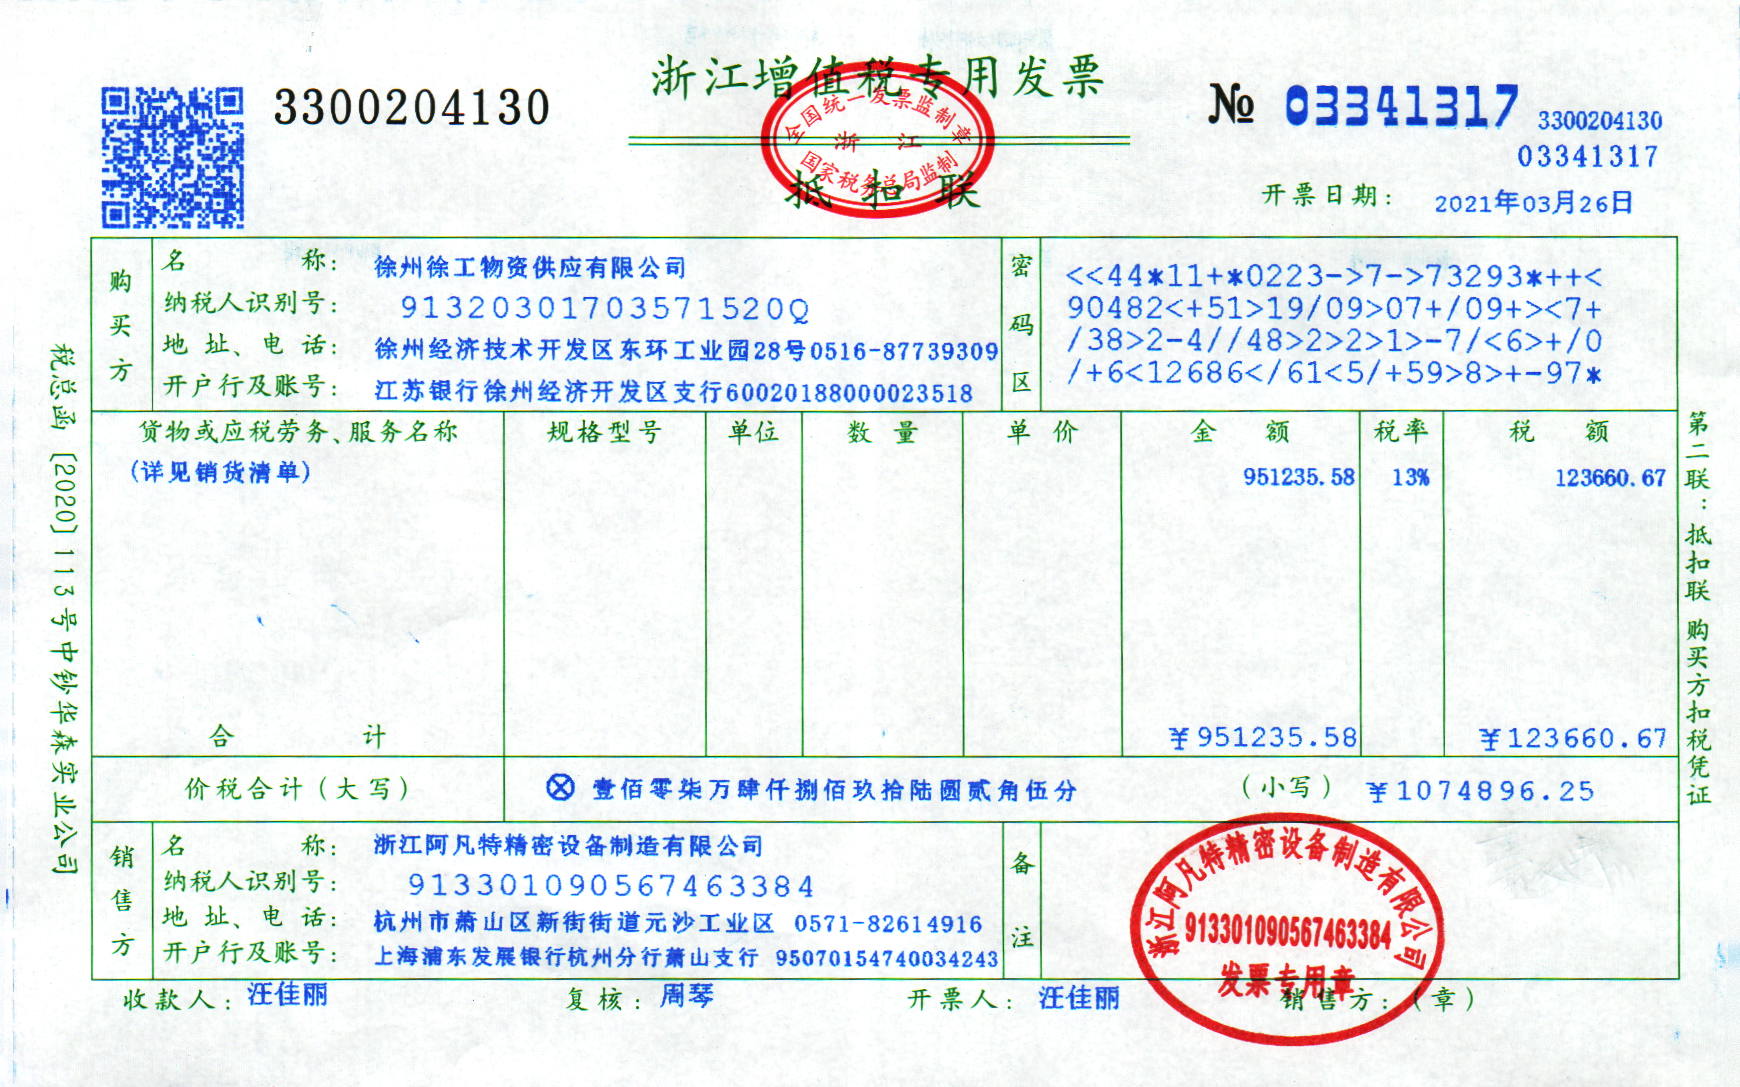 浙江增值税专用发票
3300204130
№ 03341317
3300204130
03341317
全国统一发票监制章
浙 江
国家税务总局监制
抵 扣 联
开票日期: 2021年03月26日
购买方
名 称: 徐州徐工物资供应有限公司
纳税人识别号: 91320301703571520Q
地 址、电 话: 徐州经济技术开发区东环工业园28号0516-87739309
开户行及账号: 江苏银行徐州经济开发区支行60020188000023518
密码区
<<44*11+*0223->7->73293*++<
90482<+51>19/09>07+/09+><7+
/38>2-4//48>2>2>1>-7/<6>+/0
/+6<12686</61<5/+59>8>+-97*
货物或应税劳务、服务名称 规格型号 单位 数 量 单 价 金 额 税率 税 额
(详见销货清单) 951235.58 13% 123660.67
合 计 ¥951235.58 ¥123660.67
价税合计(大写) ⊗ 壹佰零柒万肆仟捌佰玖拾陆圆贰角伍分 (小写) ¥1074896.25
销售方
名 称: 浙江阿凡特精密设备制造有限公司
纳税人识别号: 913301090567463384
地 址、电 话: 杭州市萧山区新街街道元沙工业区 0571-82614916
开户行及账号: 上海浦东发展银行杭州分行萧山支行 95070154740034243
备注
浙江阿凡特精密设备制造有限公司
913301090567463384
发票专用章
收款人: 汪佳丽 复核: 周琴 开票人: 汪佳丽 销售方:(章)
税总函[2020]113号中钞华森实业公司
第二联:抵扣联 购买方扣税凭证